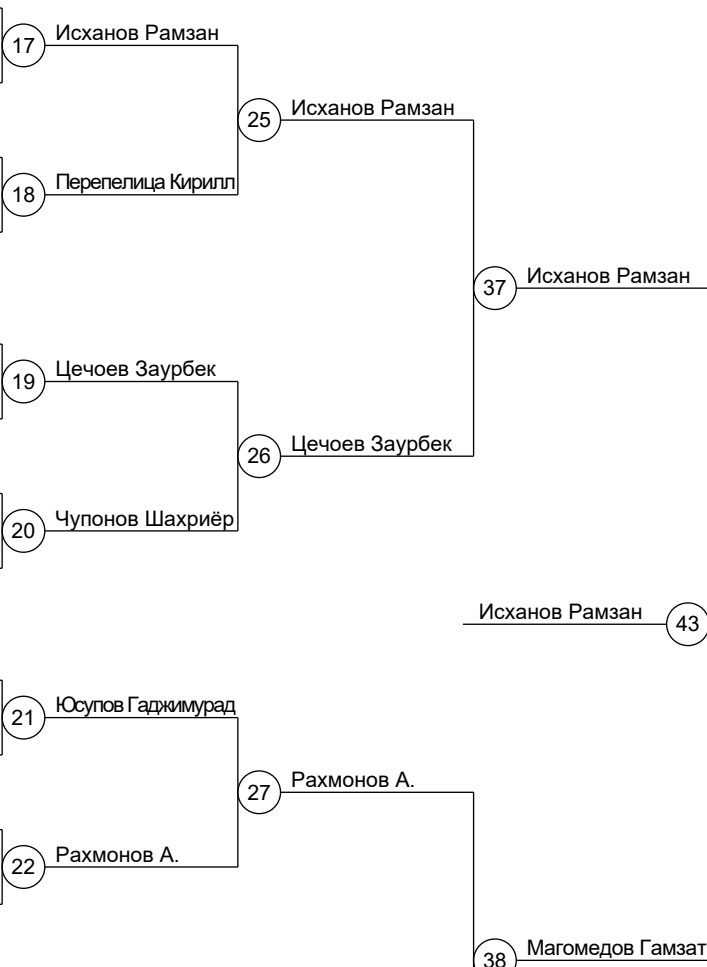 17 Исханов Рамзан
25 Исханов Рамзан
18 Перепелица Кирилл
37 Исханов Рамзан
19 Цечоев Заурбек
26 Цечоев Заурбек
20 Чупонов Шахриёр
Исханов Рамзан 43
21 Юсупов Гаджимурад
27 Рахмонов А.
22 Рахмонов А.
38 Магомедов Гамзат